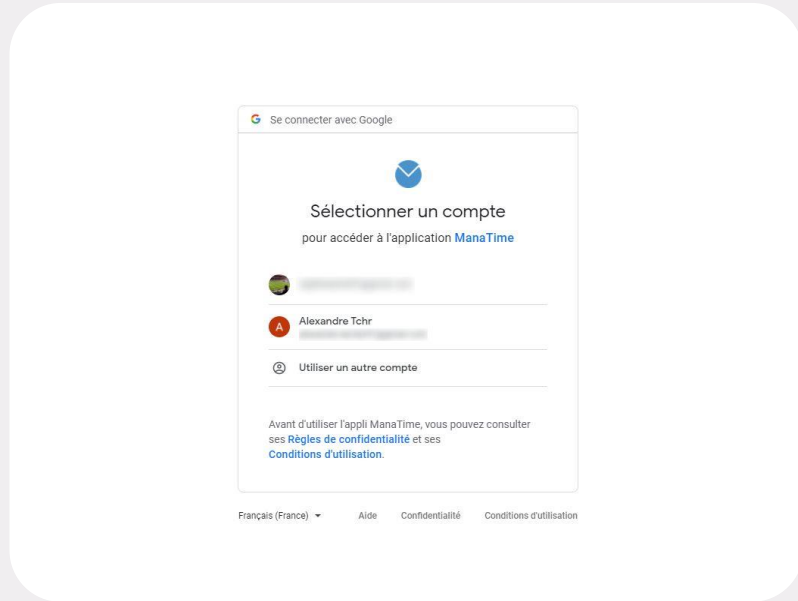 Se connecter avec Google
Sélectionner un compte
pour accéder à l'application ManaTime
A
Alexandre Tchr
Utiliser un autre compte
Avant d'utiliser l'appli ManaTime, vous pouvez consulter
ses Règles de confidentialité et ses
Conditions d'utilisation.
Français (France) Aide Confidentialité Conditions d'utilisation